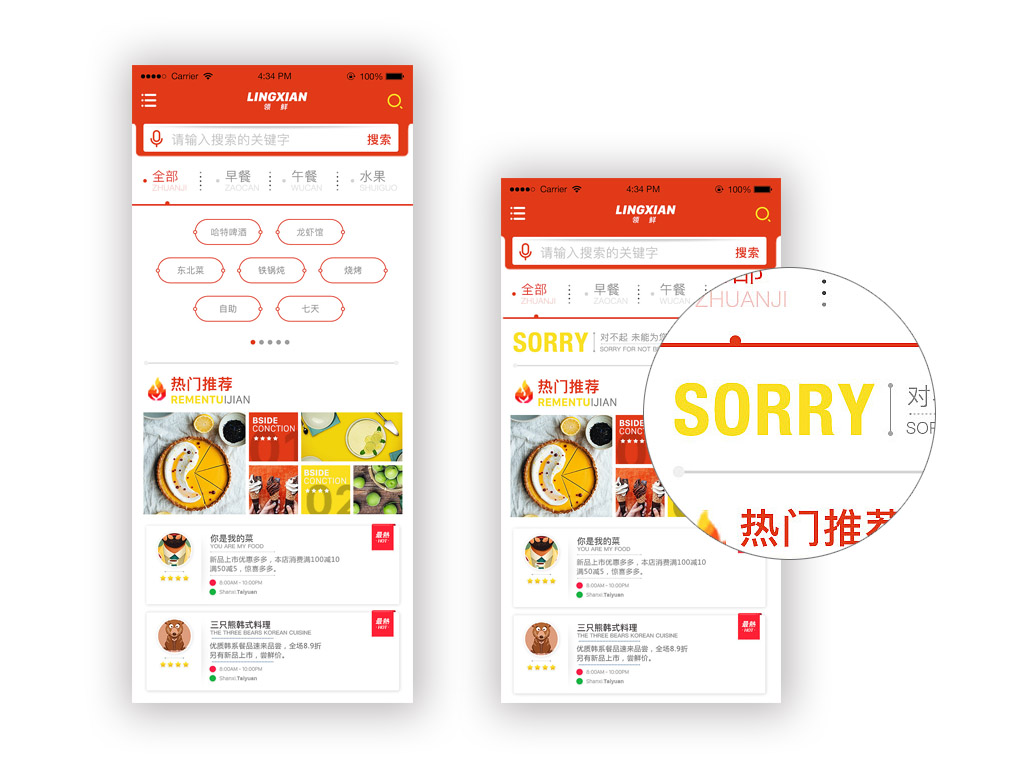 Carrier 4:34 PM 100%
LINGXIAN
领 鲜
请输入搜索的关键字 搜索
全部 早餐 午餐 水果
ZHUANJI ZAOCAN WUCAN SHUIGUO
哈特啤酒 龙虾馆
东北菜 铁锅炖 烧烤
自助 七天
热门推荐
REMENTUIJIAN
BSIDE
CONCTION
01
BSIDE
CONCTION
02
你是我的菜 最热
YOU ARE MY FOOD HOT
新品上市优惠多多，本店消费满100减10
满50减5，惊喜多多。
8:00AM - 10:00PM
Shanxi.Taiyuan
三只熊韩式料理 最热
THE THREE BEARS KOREAN CUISINE HOT
优质韩系餐品速来品尝，全场8.9折
另有新品上市，尝鲜价。
8:00AM - 10:00PM
Shanxi.Taiyuan
Carrier 4:34 PM 100%
LINGXIAN
领 鲜
请输入搜索的关键字 搜索
全部 早餐 午餐
ZHUANJI ZAOCAN WUCAN
SORRY 对不起 未能为您
SORRY FOR NOT B
热门推荐
REMENTUIJIAN
BSIDE
CONCT
你是我的菜
YOU ARE MY FOOD HOT
新品上市优惠多多，本店消费满100减10
满50减5，惊喜多多。
8:00AM - 10:00PM
Shanxi.Taiyuan
三只熊韩式料理 最热
THE THREE BEARS KOREAN CUISINE HOT
优质韩系餐品速来品尝，全场8.9折
另有新品上市，尝鲜价。
8:00AM - 10:00PM
Shanxi.Taiyuan
部
ZHUANJI
SORRY 对
SOR
热门推荐